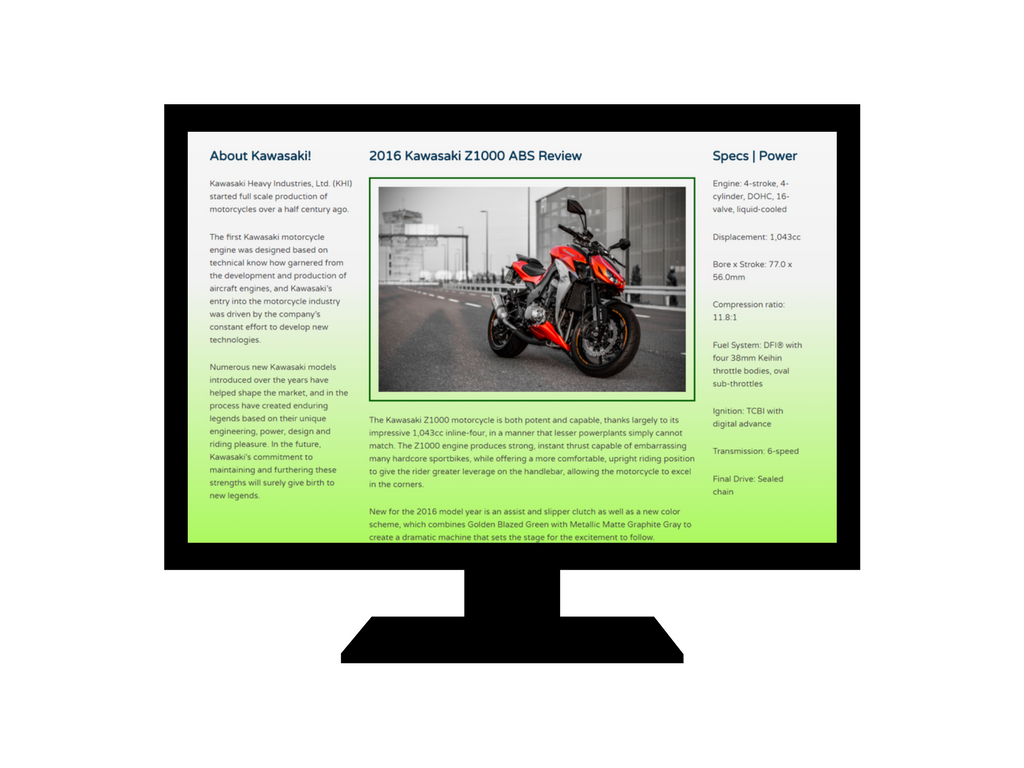 About Kawasaki!
Kawasaki Heavy Industries, Ltd. (KHI)
started full scale production of
motorcycles over a half century ago.
The first Kawasaki motorcycle
engine was designed based on
technical know how garnered from
the development and production of
aircraft engines, and Kawasaki's
entry into the motorcycle industry
was driven by the company's
constant effort to develop new
technologies.
Numerous new Kawasaki models
introduced over the years have
helped shape the market, and in the
process have created enduring
legends based on their unique
engineering, power, design and
riding pleasure. In the future,
Kawasaki's commitment to
maintaining and furthering these
strengths will surely give birth to
new legends.
2016 Kawasaki Z1000 ABS Review
The Kawasaki Z1000 motorcycle is both potent and capable, thanks largely to its
impressive 1,043cc inline-four, in a manner that lesser powerplants simply cannot
match. The Z1000 engine produces strong, instant thrust capable of embarrassing
many hardcore sportbikes, while offering a more comfortable, upright riding position
to give the rider greater leverage on the handlebar, allowing the motorcycle to excel
in the corners.
New for the 2016 model year is an assist and slipper clutch as well as a new color
scheme, which combines Golden Blazed Green with Metallic Matte Graphite Gray to
create a dramatic machine that sets the stage for the excitement to follow.
Specs | Power
Engine: 4-stroke, 4-
cylinder, DOHC, 16-
valve, liquid-cooled
Displacement: 1,043cc
Bore x Stroke: 77.0 x
56.0mm
Compression ratio:
11.8:1
Fuel System: DFI® with
four 38mm Keihin
throttle bodies, oval
sub-throttles
Ignition: TCBI with
digital advance
Transmission: 6-speed
Final Drive: Sealed
chain